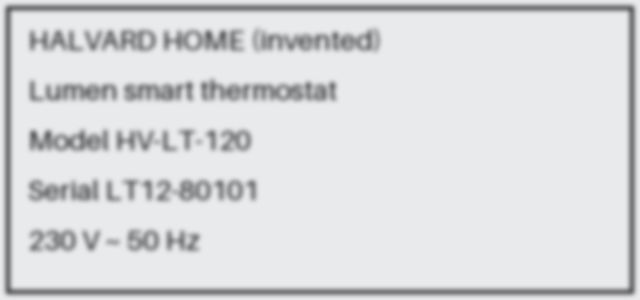 HALVARD HOME (invented)
Lumen smart thermostat
Model HV-LT-120
Serial LT12-80101
230 V ~ 50 Hz